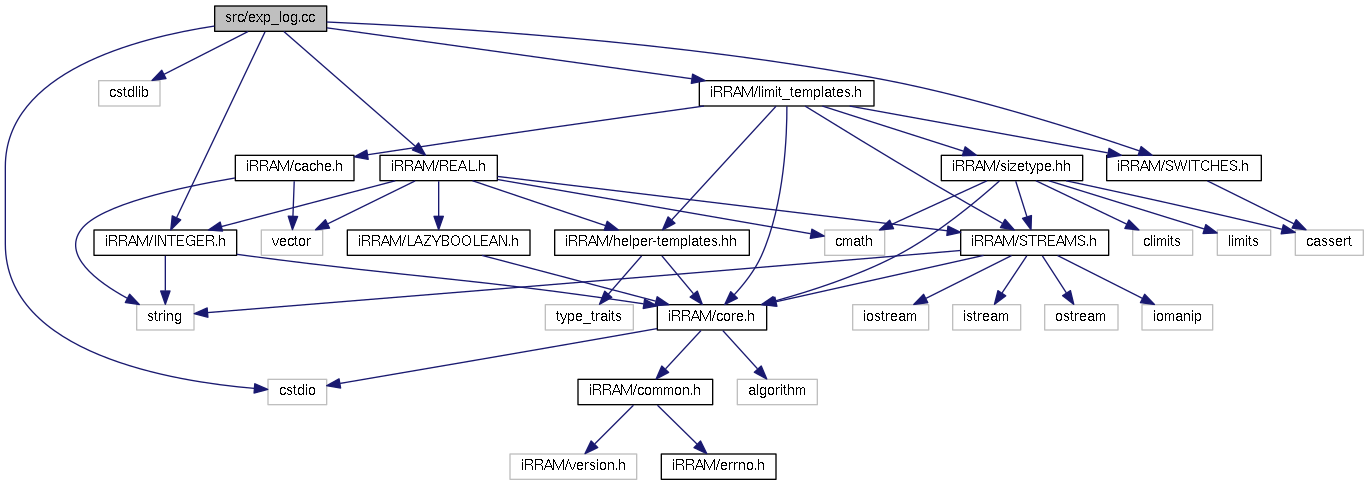 src/exp_log.cc
cstdlib
iRRAM/limit_templates.h
iRRAM/cache.h
iRRAM/REAL.h
iRRAM/sizetype.hh
iRRAM/SWITCHES.h
iRRAM/INTEGER.h
vector
iRRAM/LAZYBOOLEAN.h
iRRAM/helper-templates.hh
cmath
iRRAM/STREAMS.h
climits
limits
cassert
string
type_traits
iRRAM/core.h
iostream
istream
ostream
iomanip
cstdio
iRRAM/common.h
algorithm
iRRAM/version.h
iRRAM/errno.h